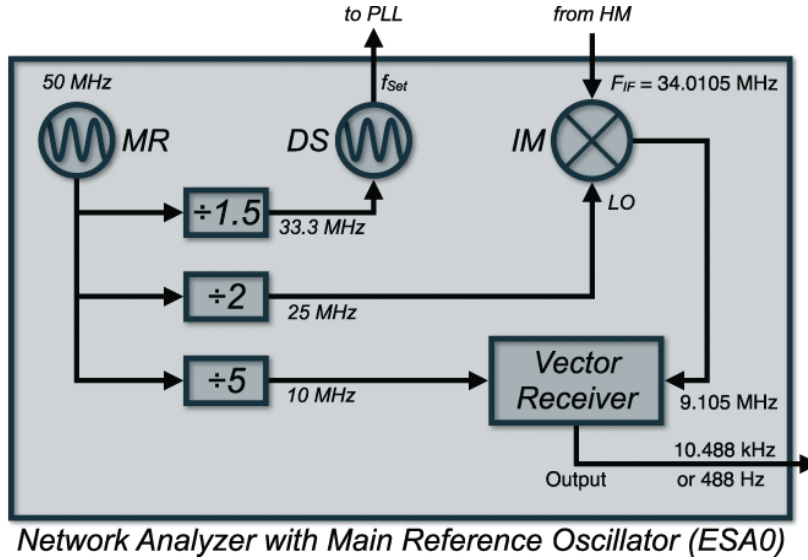 to PLL
from HM
50 MHz
fSet
FIF = 34.0105 MHz
MR
DS
IM
÷1.5
33.3 MHz
LO
÷2
25 MHz
÷5
10 MHz
Vector
Receiver
9.105 MHz
10.488 kHz
Output
or 488 Hz
Network Analyzer with Main Reference Oscillator (ESA0)